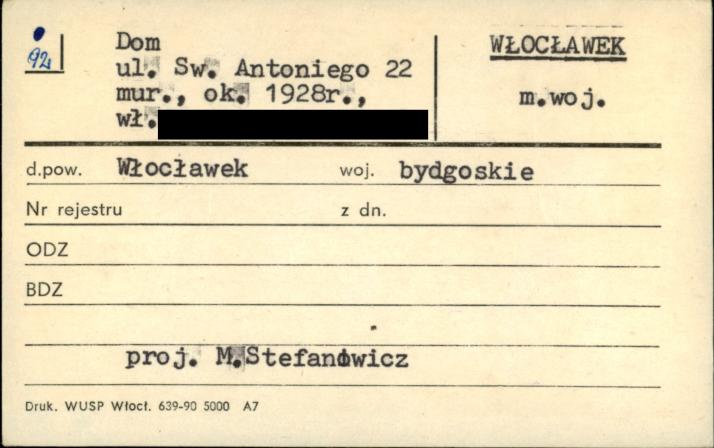 92
Dom
ul. Sw. Antoniego 22
mur., ok. 1928r.,
wł.
WŁOCŁAWEK
m.woj.
d.pow. Włocławek woj. bydgoskie
Nr rejestru z dn.
ODZ
BDZ
proj. M.Stefanowicz
Druk. WUSP Włocł. 639-90 5000 A7